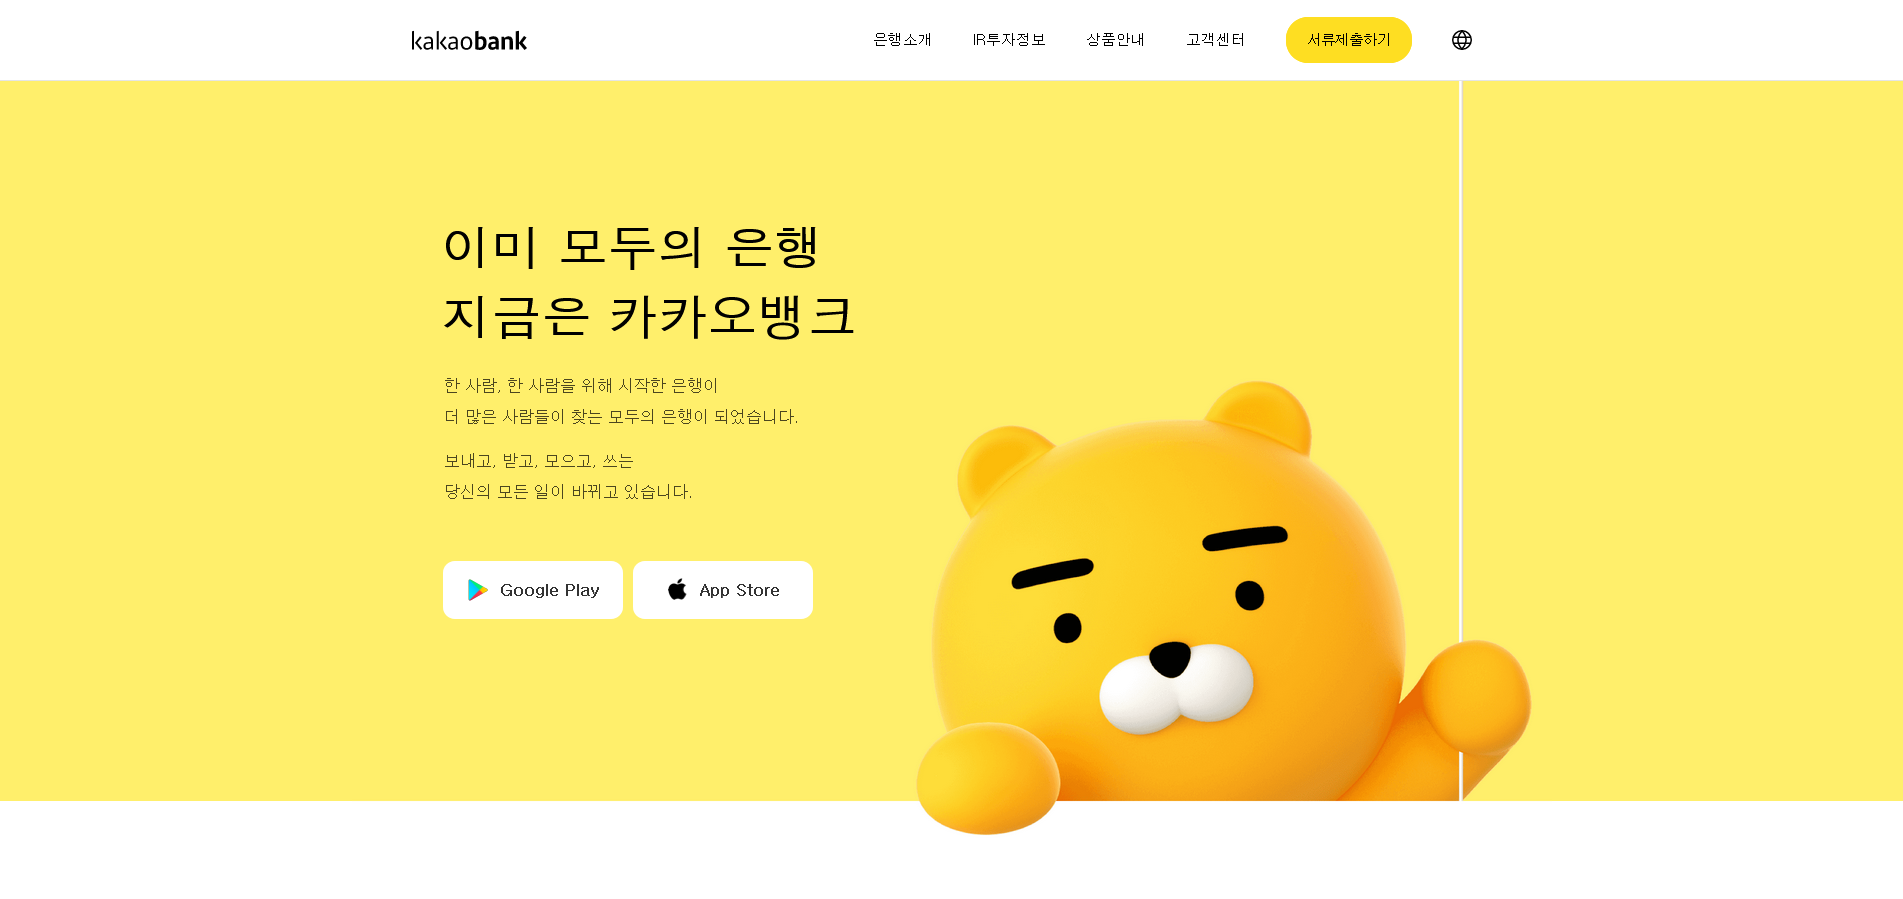 kakaobank
은행소개
IR투자정보
상품안내
고객센터
서류제출하기
이미 모두의 은행
지금은 카카오뱅크
한 사람, 한 사람을 위해 시작한 은행이
더 많은 사람들이 찾는 모두의 은행이 되었습니다.
보내고, 받고, 모으고, 쓰는
당신의 모든 일이 바뀌고 있습니다.
Google Play
App Store